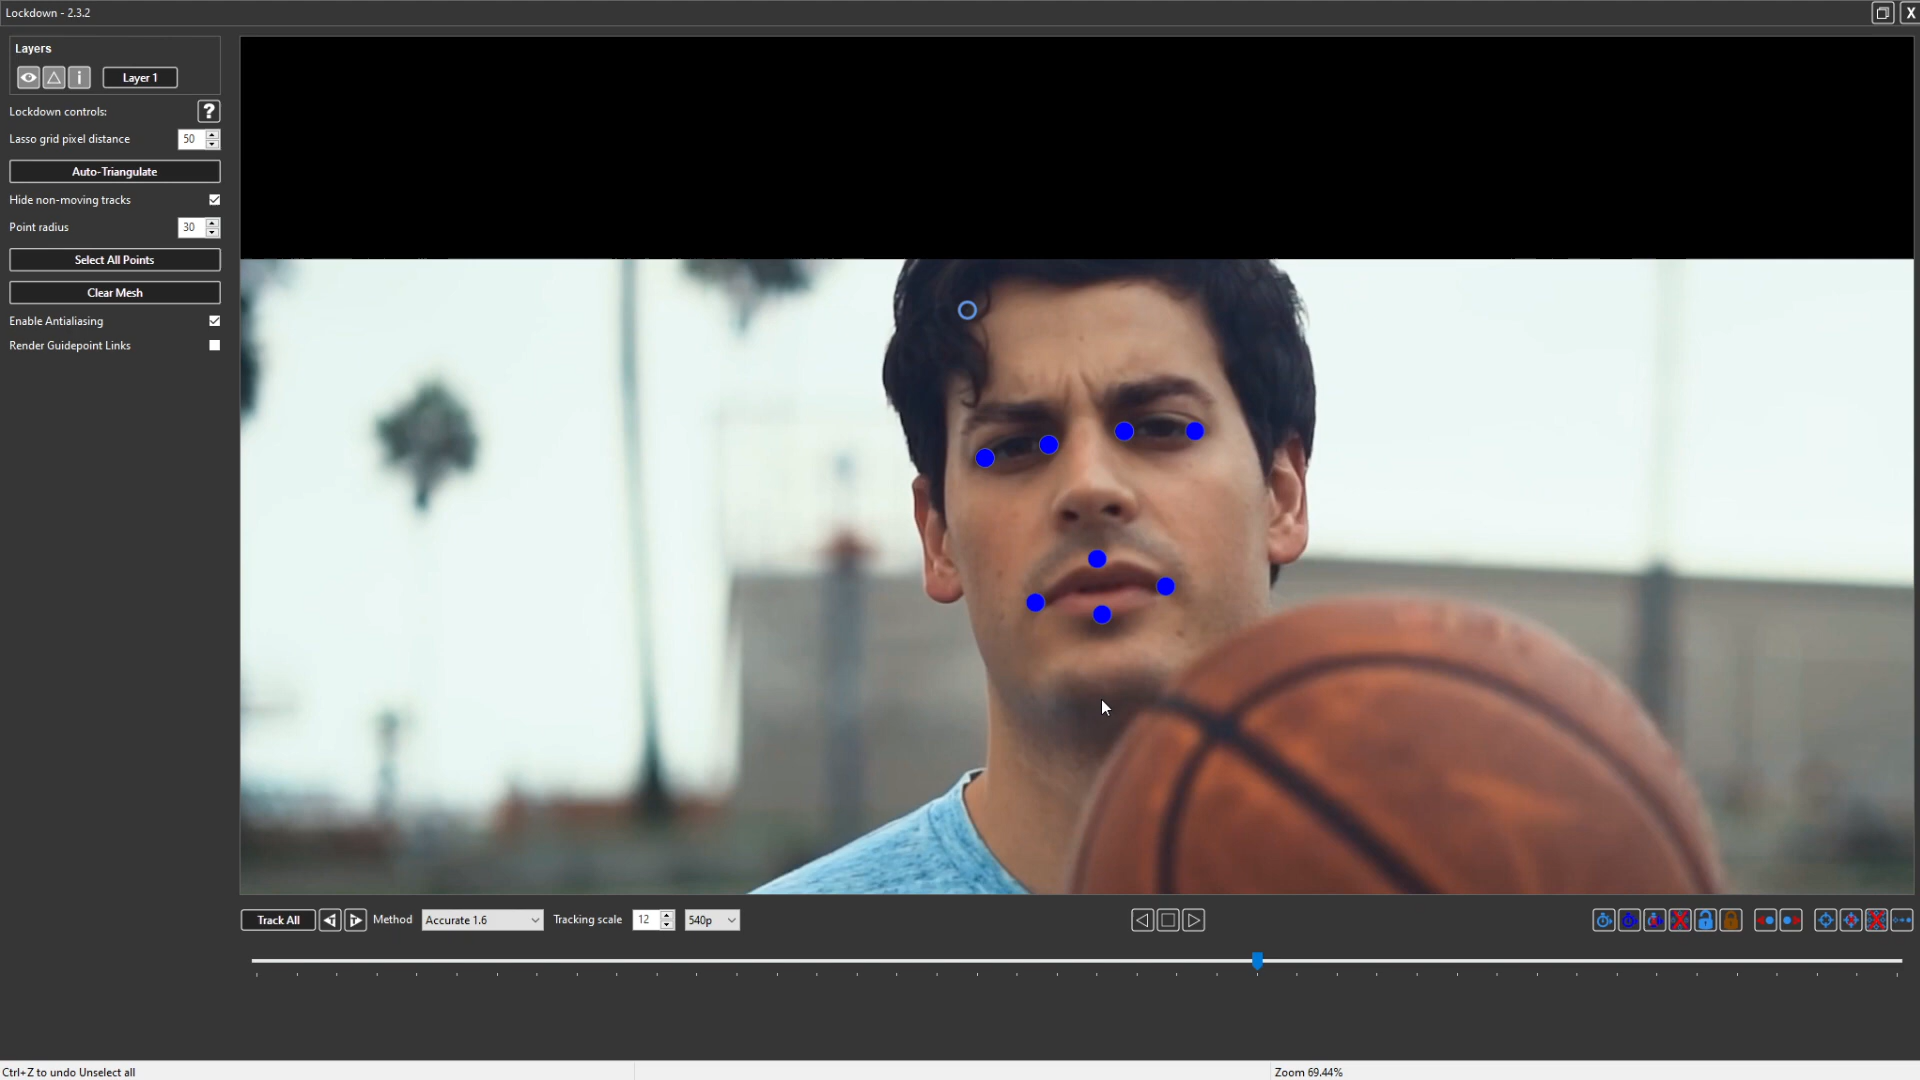 Lockdown - 2.3.2
X
Layers
i
Layer 1
Lockdown controls:
?
Lasso grid pixel distance
50
Auto-Triangulate
Hide non-moving tracks
Point radius
30
Select All Points
Clear Mesh
Enable Antialiasing
Render Guidepoint Links
Track All
Method
Accurate 1.6
Tracking scale
12
540p
Ctrl+Z to undo Unselect all
Zoom 69.44%